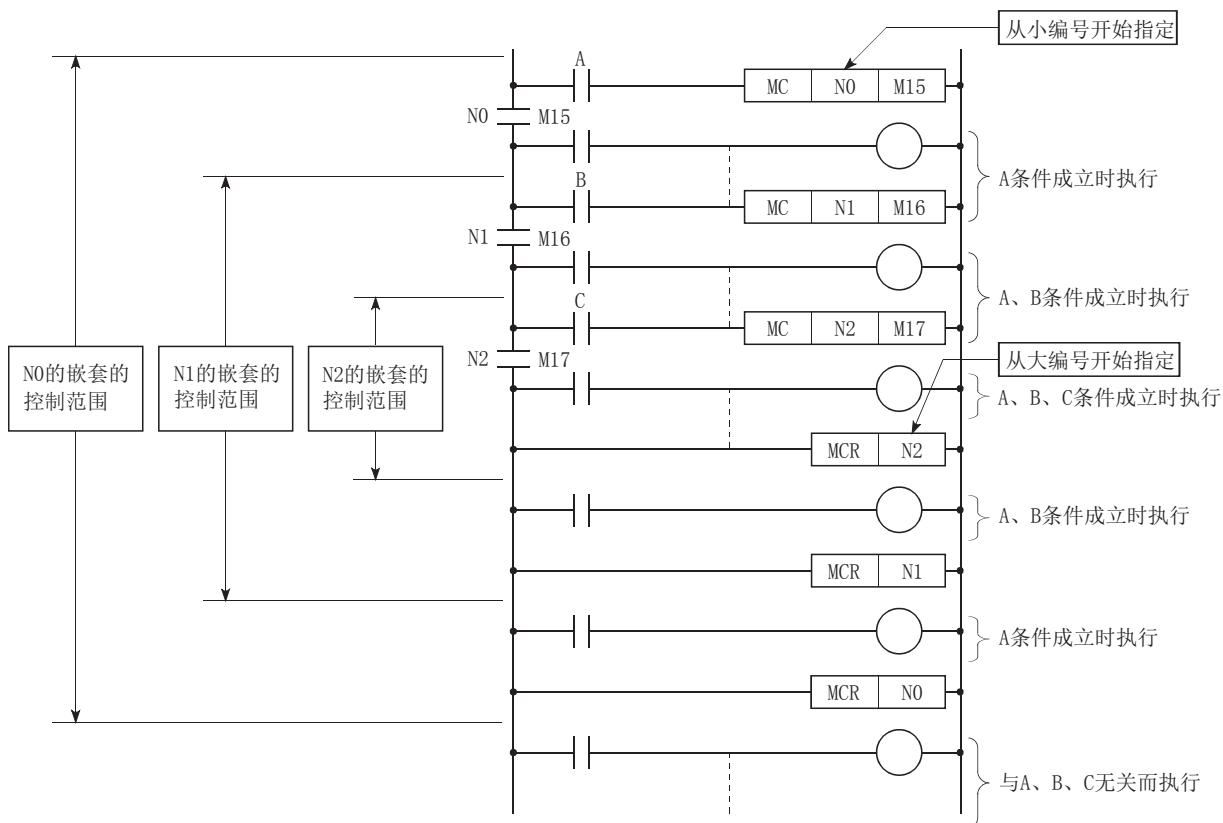 从小编号开始指定
A
MC N0 M15
N0 M15
A条件成立时执行
B
MC N1 M16
N1 M16
A、B条件成立时执行
C
MC N2 M17
N2 M17
从大编号开始指定
N0的嵌套的
控制范围
N1的嵌套的
控制范围
N2的嵌套的
控制范围
A、B、C条件成立时执行
MCR N2
A、B条件成立时执行
MCR N1
A条件成立时执行
MCR N0
与A、B、C无关而执行